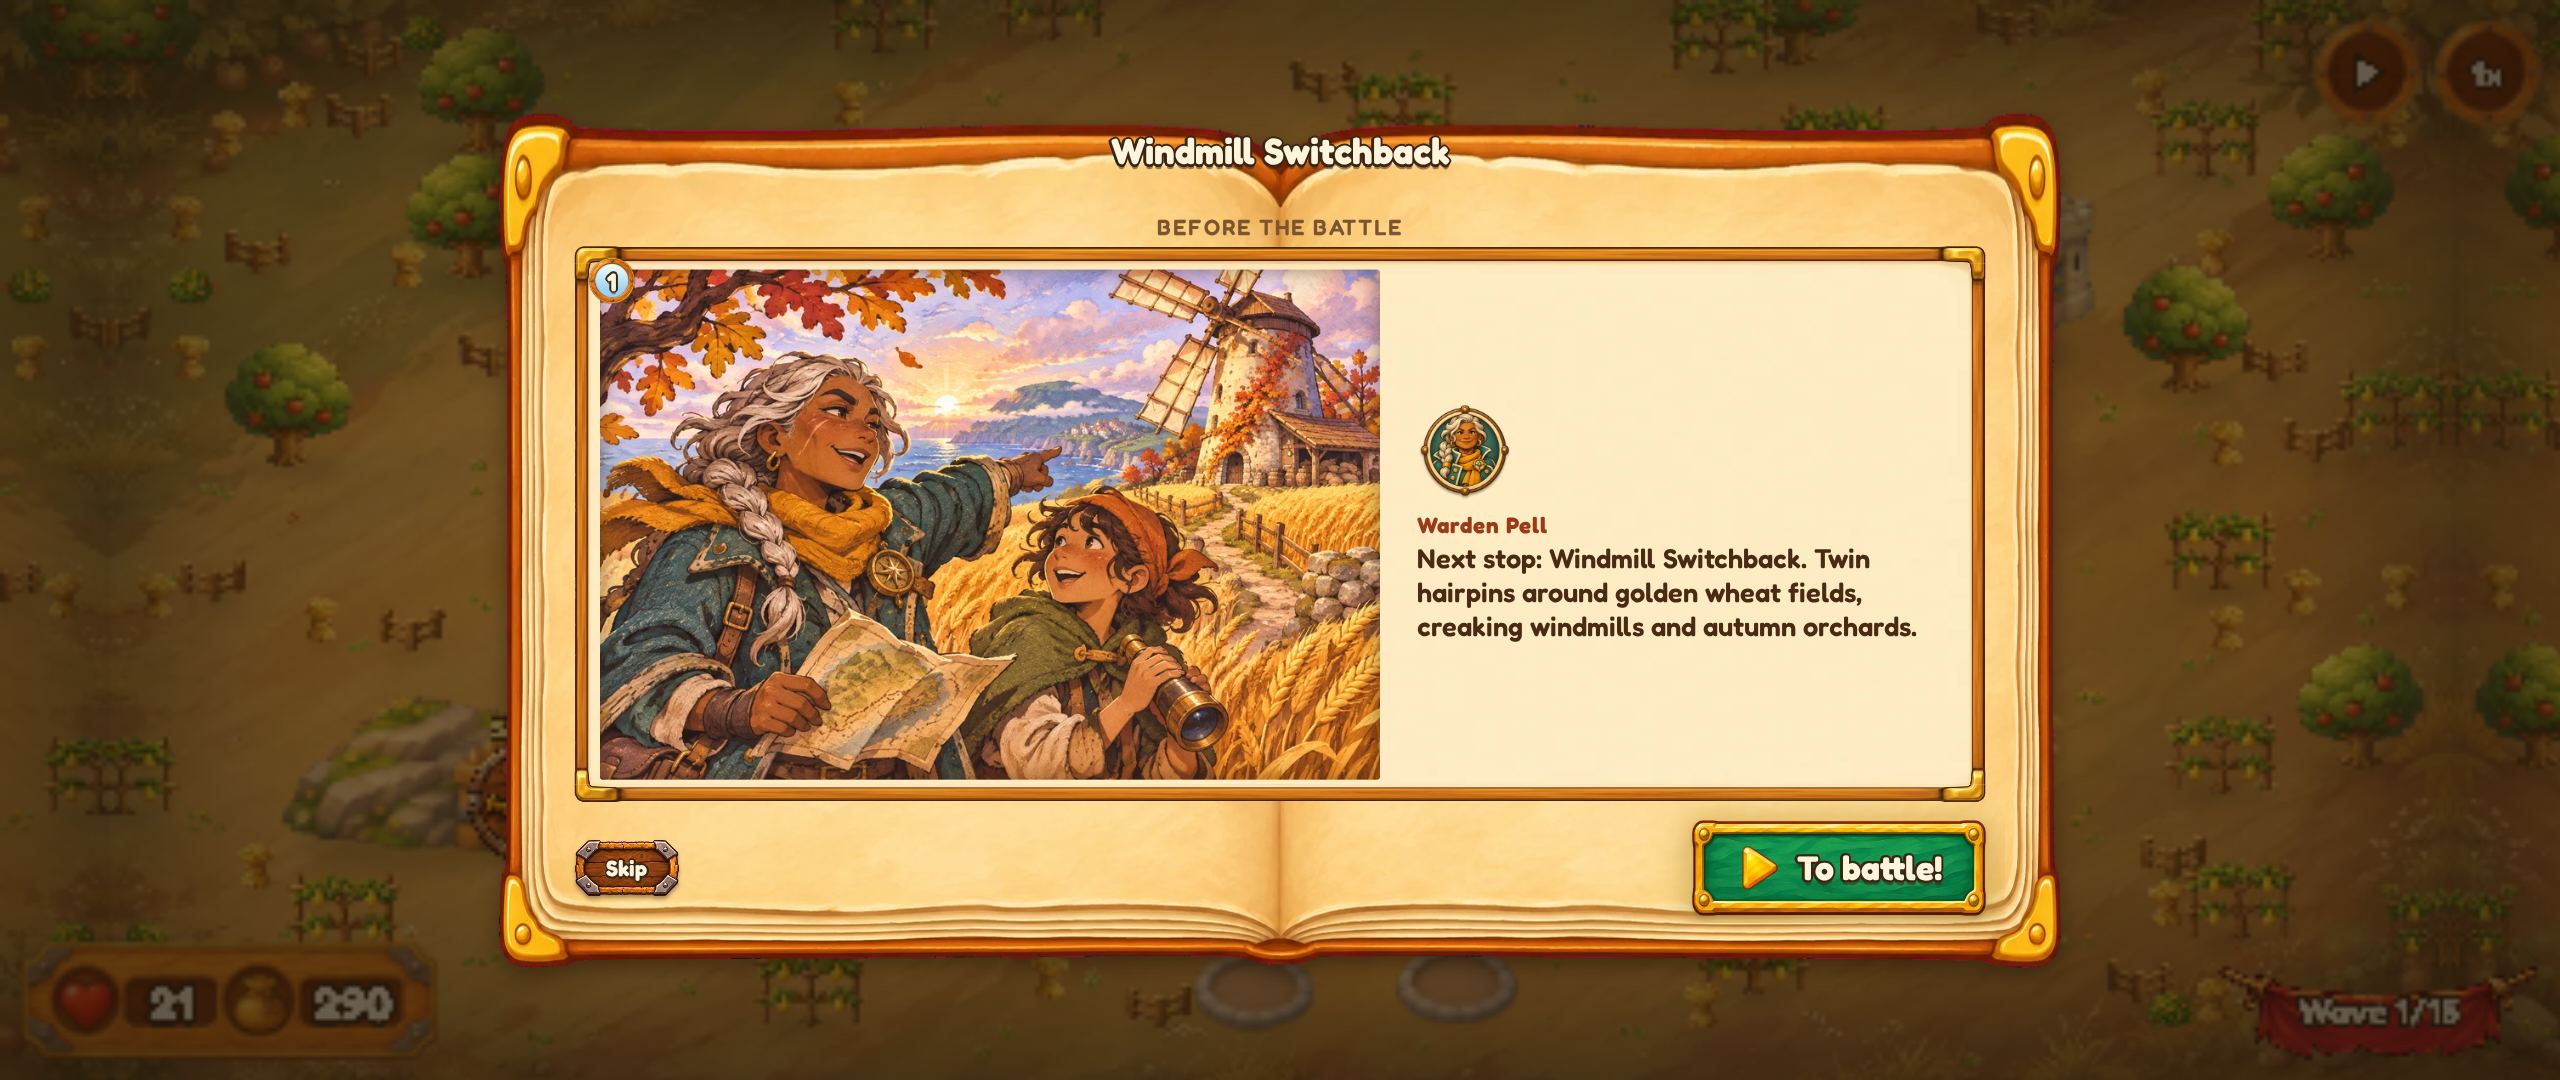 1x
Windmill Switchback
BEFORE THE BATTLE
1
Warden Pell
Next stop: Windmill Switchback. Twin
hairpins around golden wheat fields,
creaking windmills and autumn orchards.
Skip
To battle!
21
290
Wave 1/15